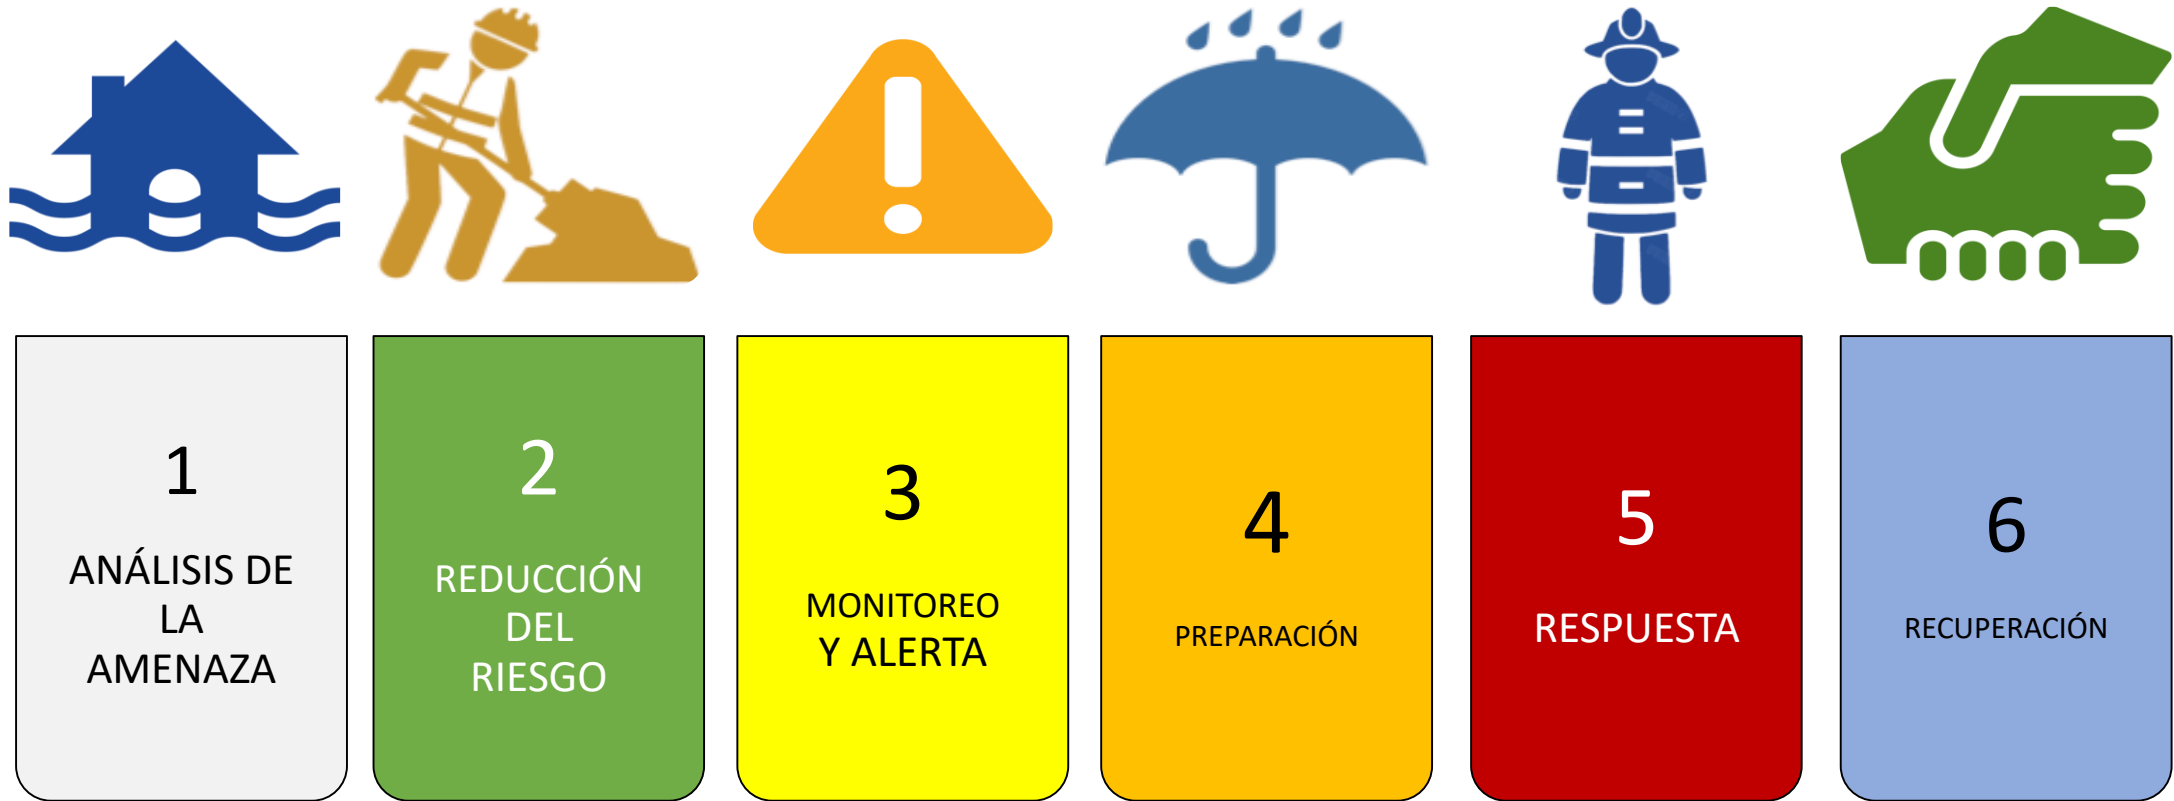 1
ANÁLISIS DE
LA
AMENAZA
2
REDUCCIÓN
DEL
RIESGO
3
MONITOREO
Y ALERTA
4
PREPARACIÓN
5
RESPUESTA
6
RECUPERACIÓN